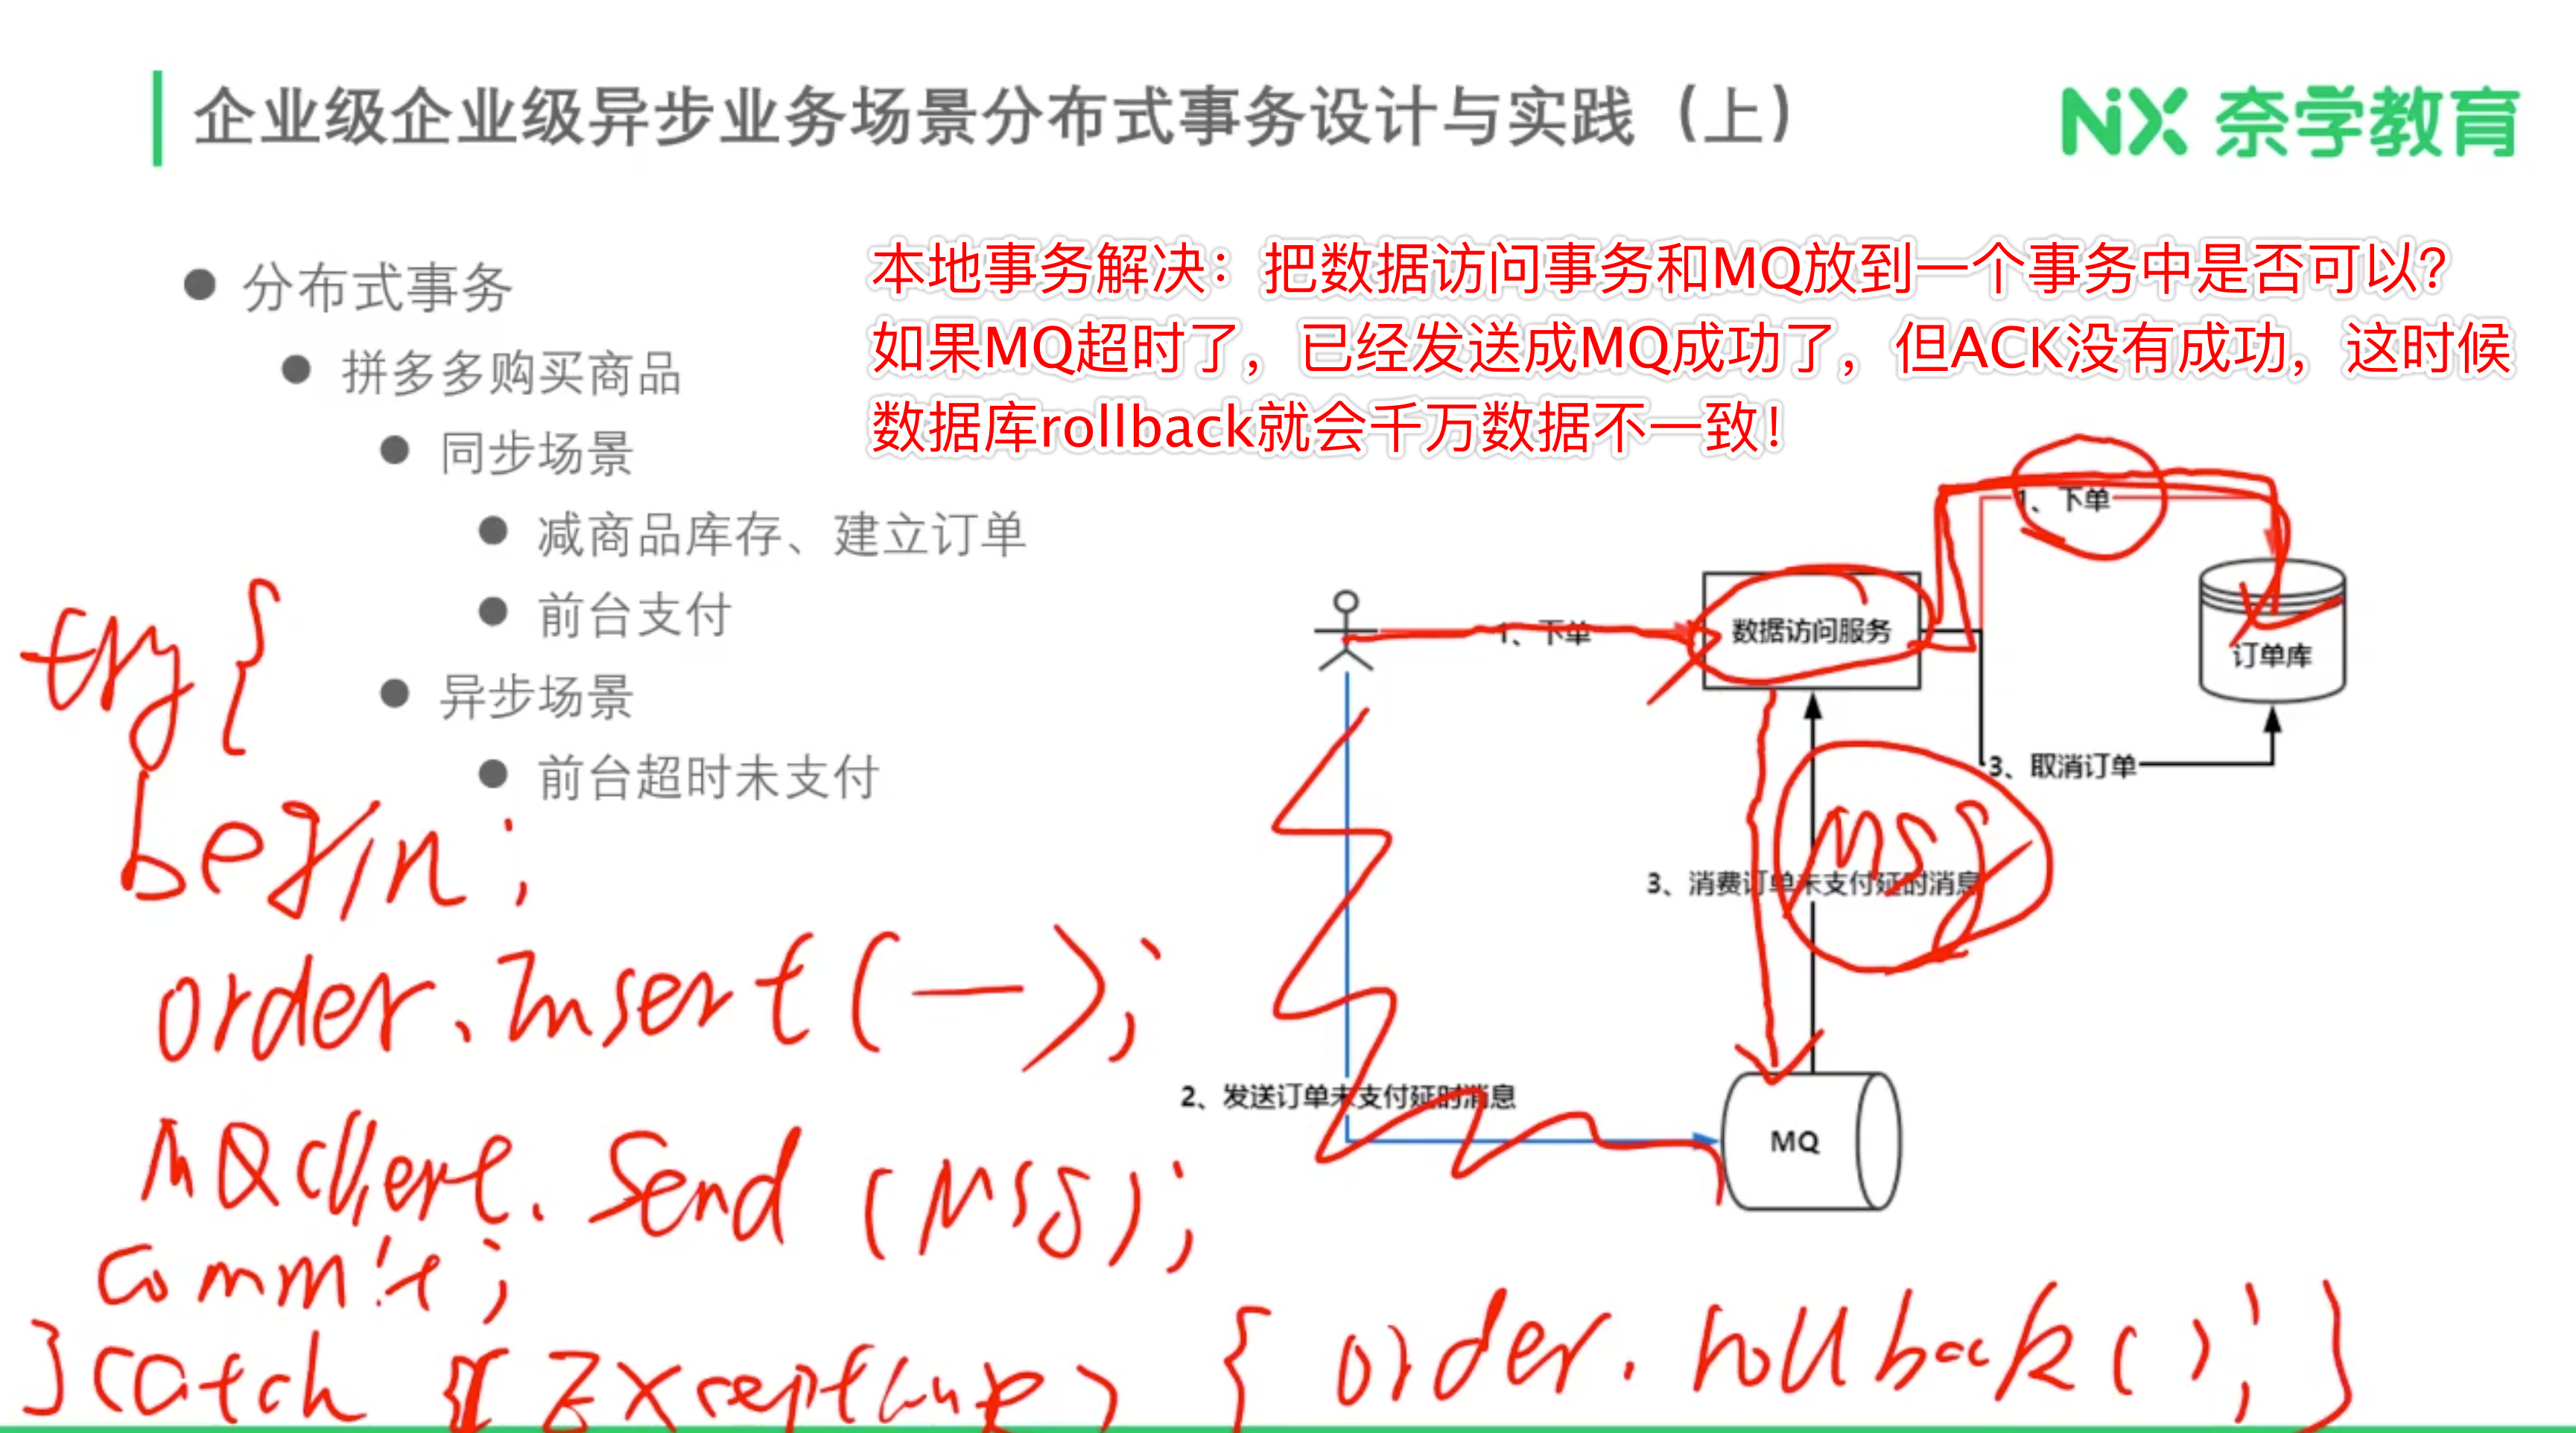 企业级企业级异步业务场景分布式事务设计与实践（上）
NiX 奈学教育
本地事务解决：把数据访问事务和MQ放到一个事务中是否可以？
如果MQ超时了，已经发送成MQ成功了，但ACK没有成功，这时候
数据库rollback就会千万数据不一致！
分布式事务
拼多多购买商品
同步场景
减商品库存、建立订单
前台支付
异步场景
前台超时未支付
1、下单
1、下单
数据访问服务
订单库
3、取消订单
msg
3、消费订单未支付延时消息
2、发送订单未支付延时消息
MQ
try {
begin;
order.Insert(—);
MQ Client.Send (Msg);
commit;
} catch
{ order.rollback(); }